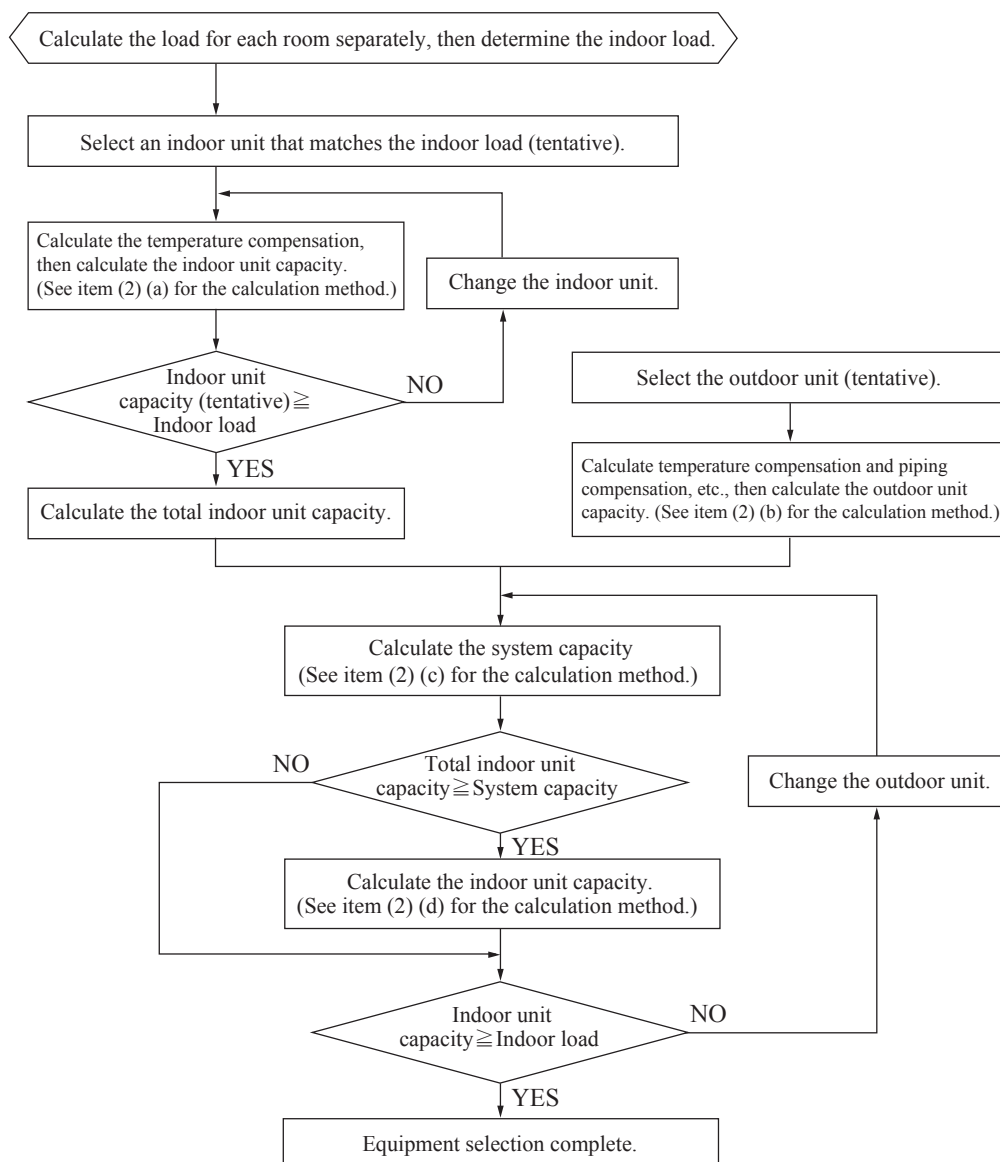 Calculate the load for each room separately, then determine the indoor load.
Select an indoor unit that matches the indoor load (tentative).
Calculate the temperature compensation,
then calculate the indoor unit capacity.
(See item (2) (a) for the calculation method.)
Change the indoor unit.
Indoor unit
capacity (tentative)≧
Indoor load
NO
YES
Calculate the total indoor unit capacity.
Select the outdoor unit (tentative).
Calculate temperature compensation and piping
compensation, etc., then calculate the outdoor unit
capacity. (See item (2) (b) for the calculation method.)
Calculate the system capacity
(See item (2) (c) for the calculation method.)
NO
Total indoor unit
capacity≧System capacity
Change the outdoor unit.
YES
Calculate the indoor unit capacity.
(See item (2) (d) for the calculation method.)
Indoor unit
capacity≧Indoor load
NO
YES
Equipment selection complete.